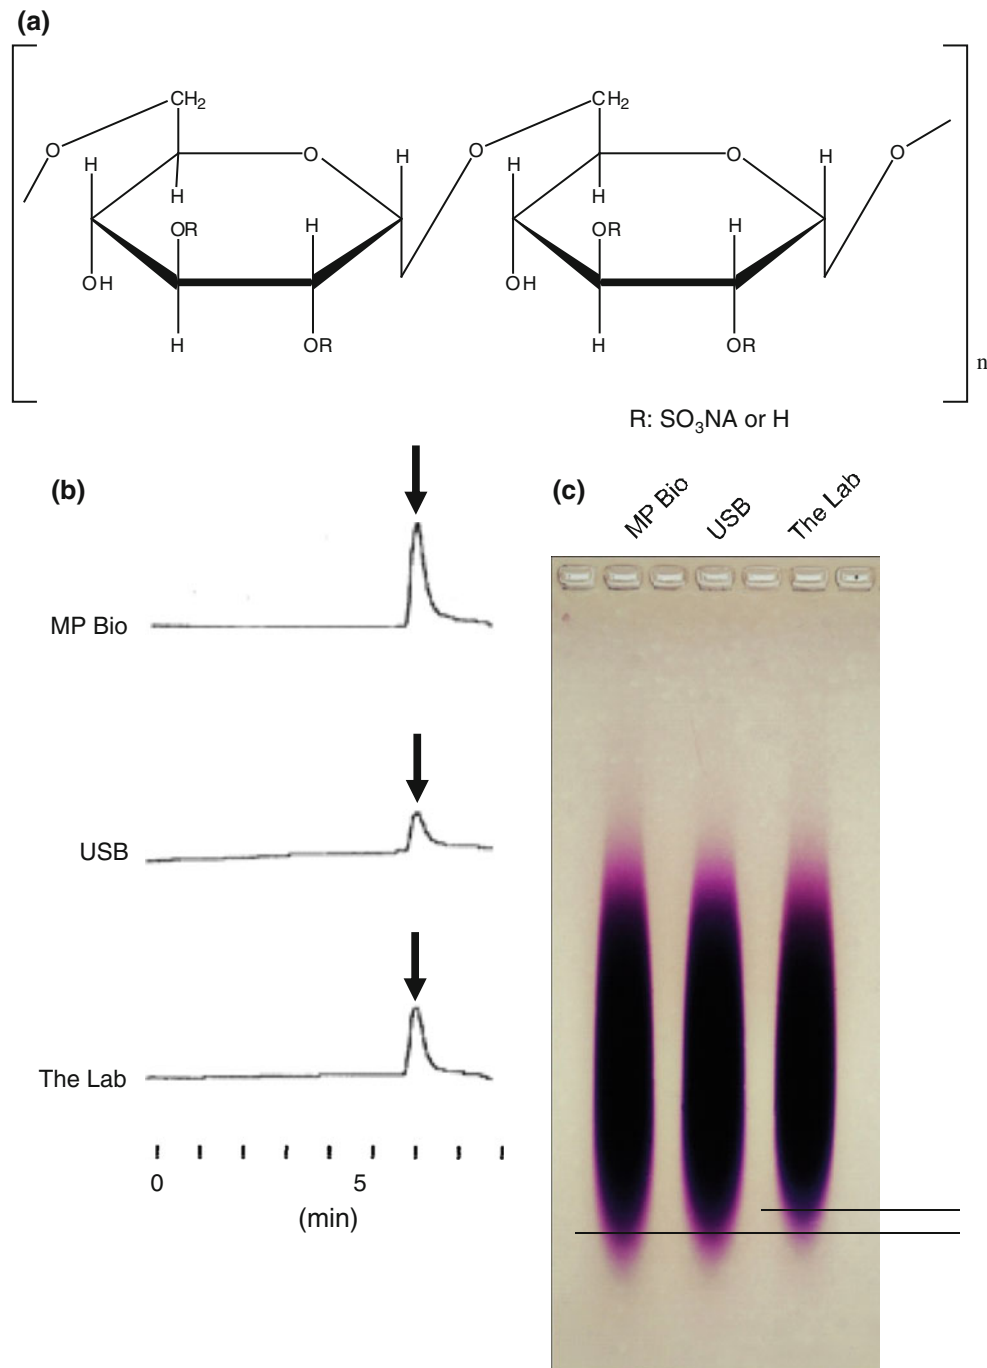 (a)
CH2 CH2
O H O H O H O H O
H H
OR H OR H
OH OH
H OR H OR
n
R: SO3NA or H
(b)
MP Bio
USB
The Lab
0 5
(min)
(c)
MP Bio USB The Lab